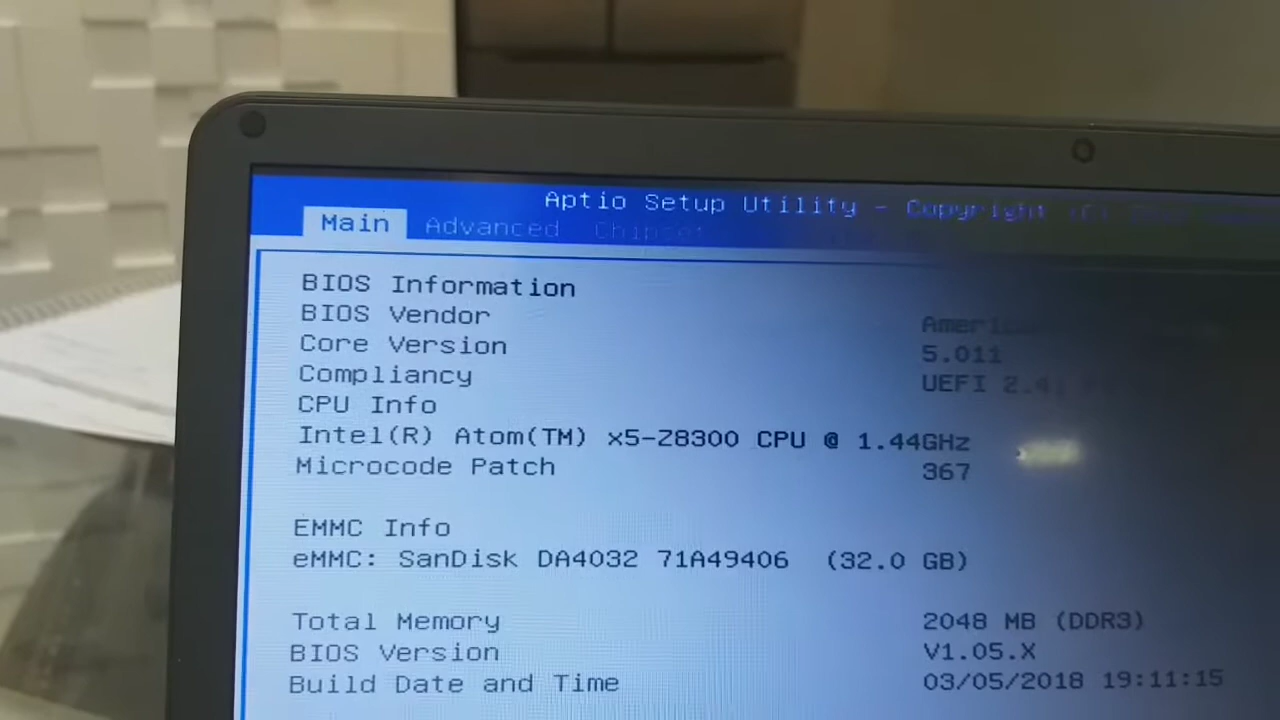 Aptio Setup Utility - Copyright
Main Advanced Chipset
BIOS Information
BIOS Vendor
Core Version 5.011
Compliancy UEFI
CPU Info
Intel(R) Atom(TM) x5-Z8300 CPU @ 1.44GHz
Microcode Patch 367
EMMC Info
eMMC: SanDisk DA4032 71A49406 (32.0 GB)
Total Memory 2048 MB (DDR3)
BIOS Version V1.05.X
Build Date and Time 03/05/2018 19:11:15